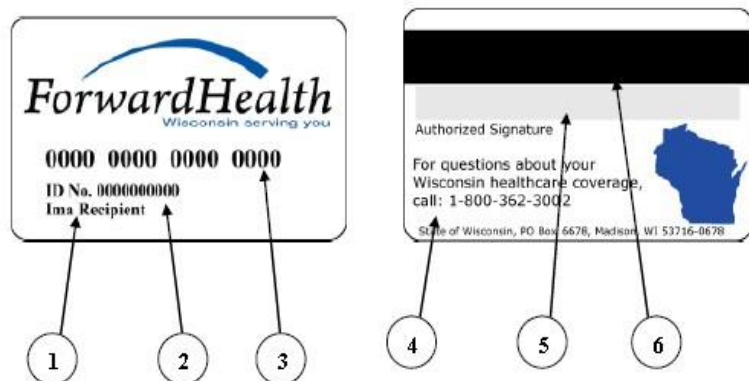 ForwardHealth
Wisconsin serving you
0000 0000 0000 0000
ID No. 0000000000
Ima Recipient
Authorized Signature
For questions about your
Wisconsin healthcare coverage,
call: 1-800-362-3002
State of Wisconsin, PO Box 6678, Madison, WI 53716-0678
1
2
3
4
5
6